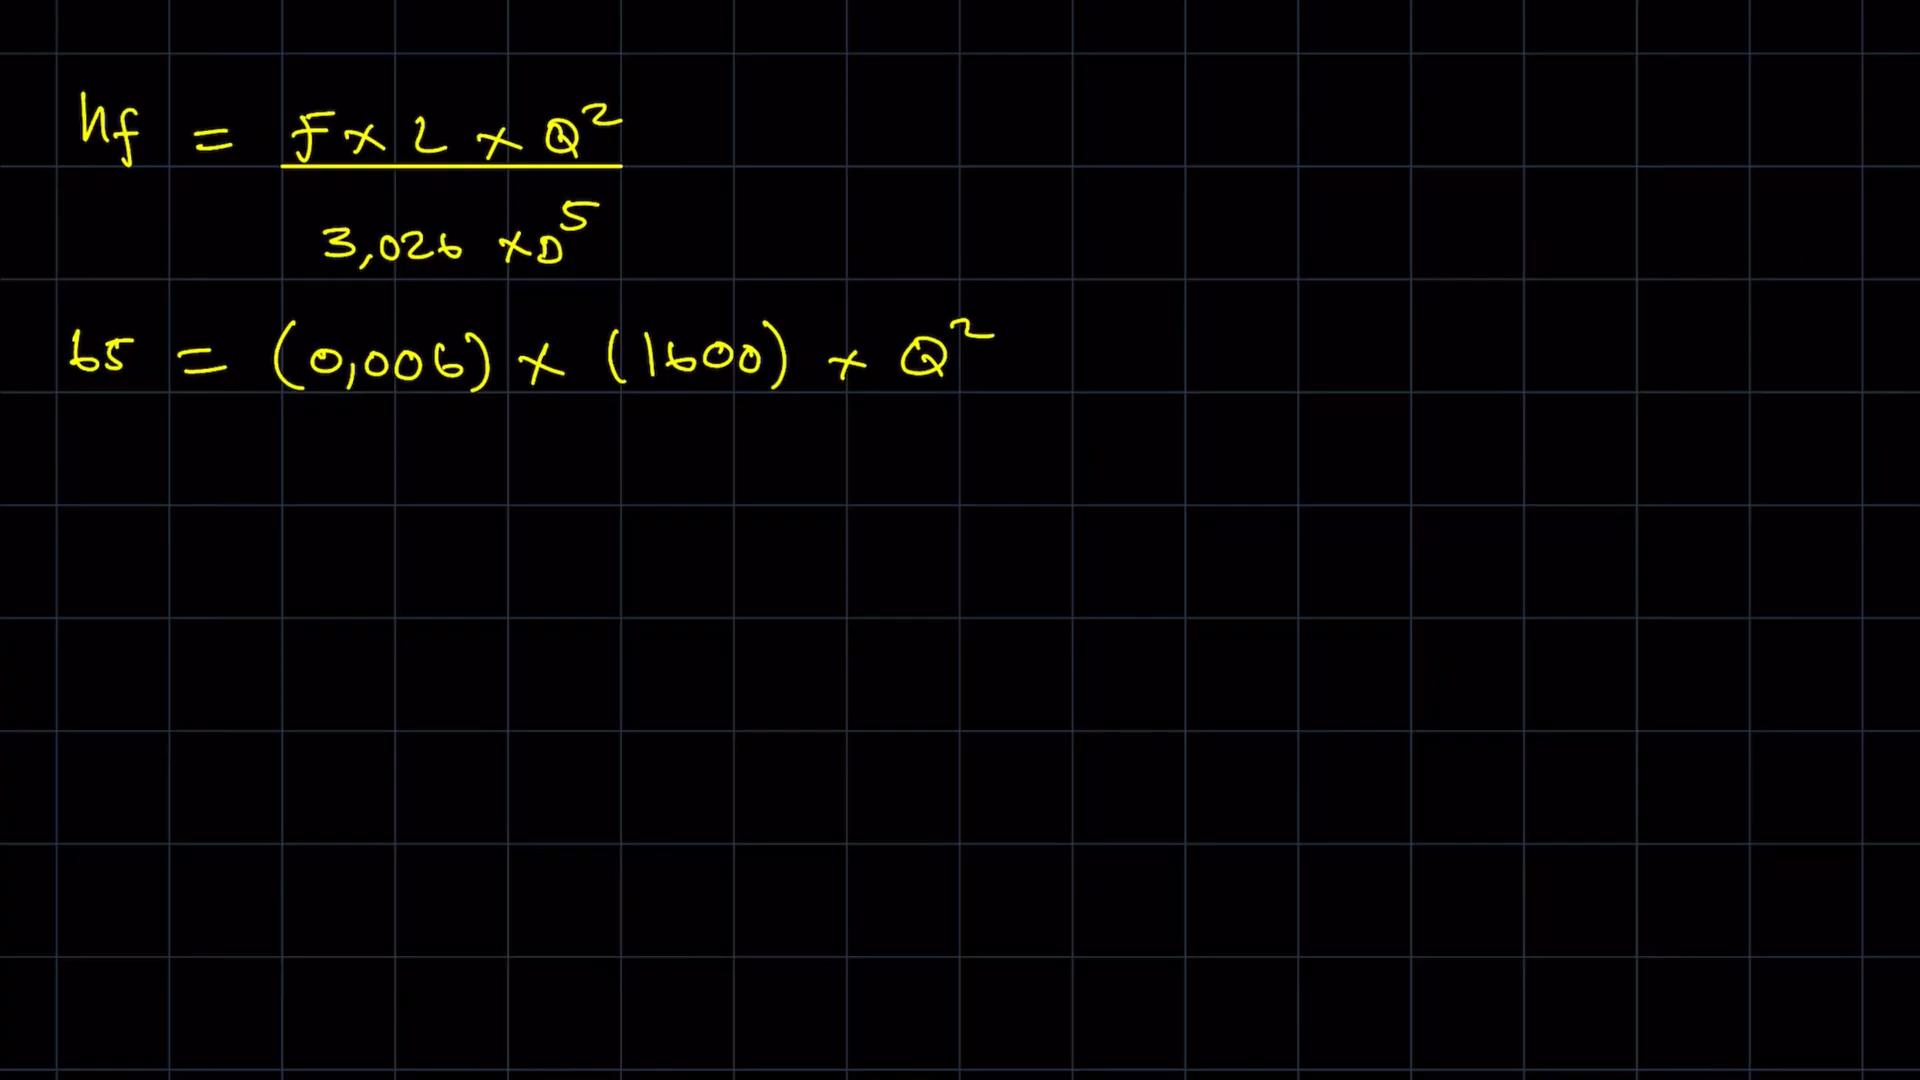 hf = F x L x Q²
3,026 x D⁵
65 = (0,006) x (1600) x Q²